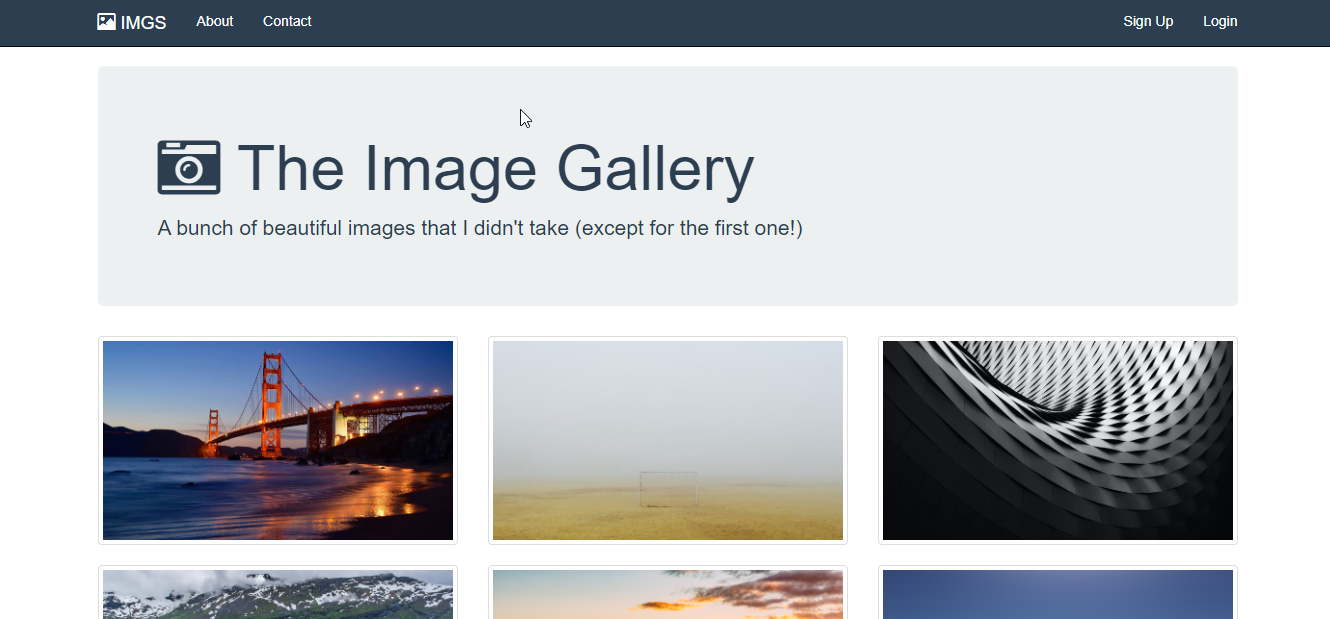 IMGS About Contact Sign Up Login
The Image Gallery
A bunch of beautiful images that I didn't take (except for the first one!)